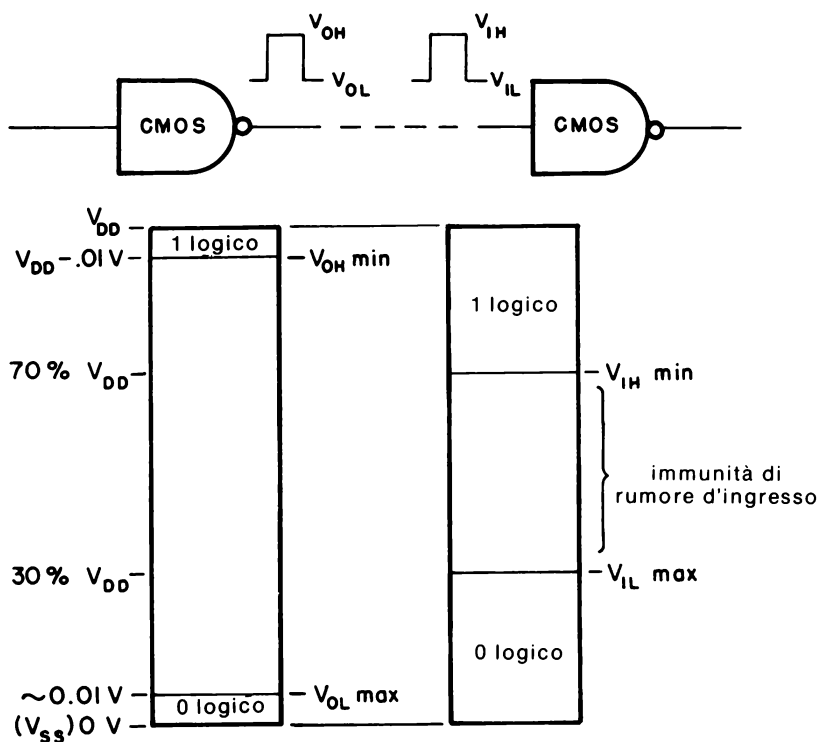 V_OH
V_OL
V_IH
V_IL
CMOS
CMOS
V_DD
1 logico
V_DD -.01 V
V_OH min
1 logico
70% V_DD
V_IH min
immunità di
rumore d'ingresso
30% V_DD
V_IL max
0 logico
~0.01 V
V_OL max
0 logico
(V_SS) 0 V